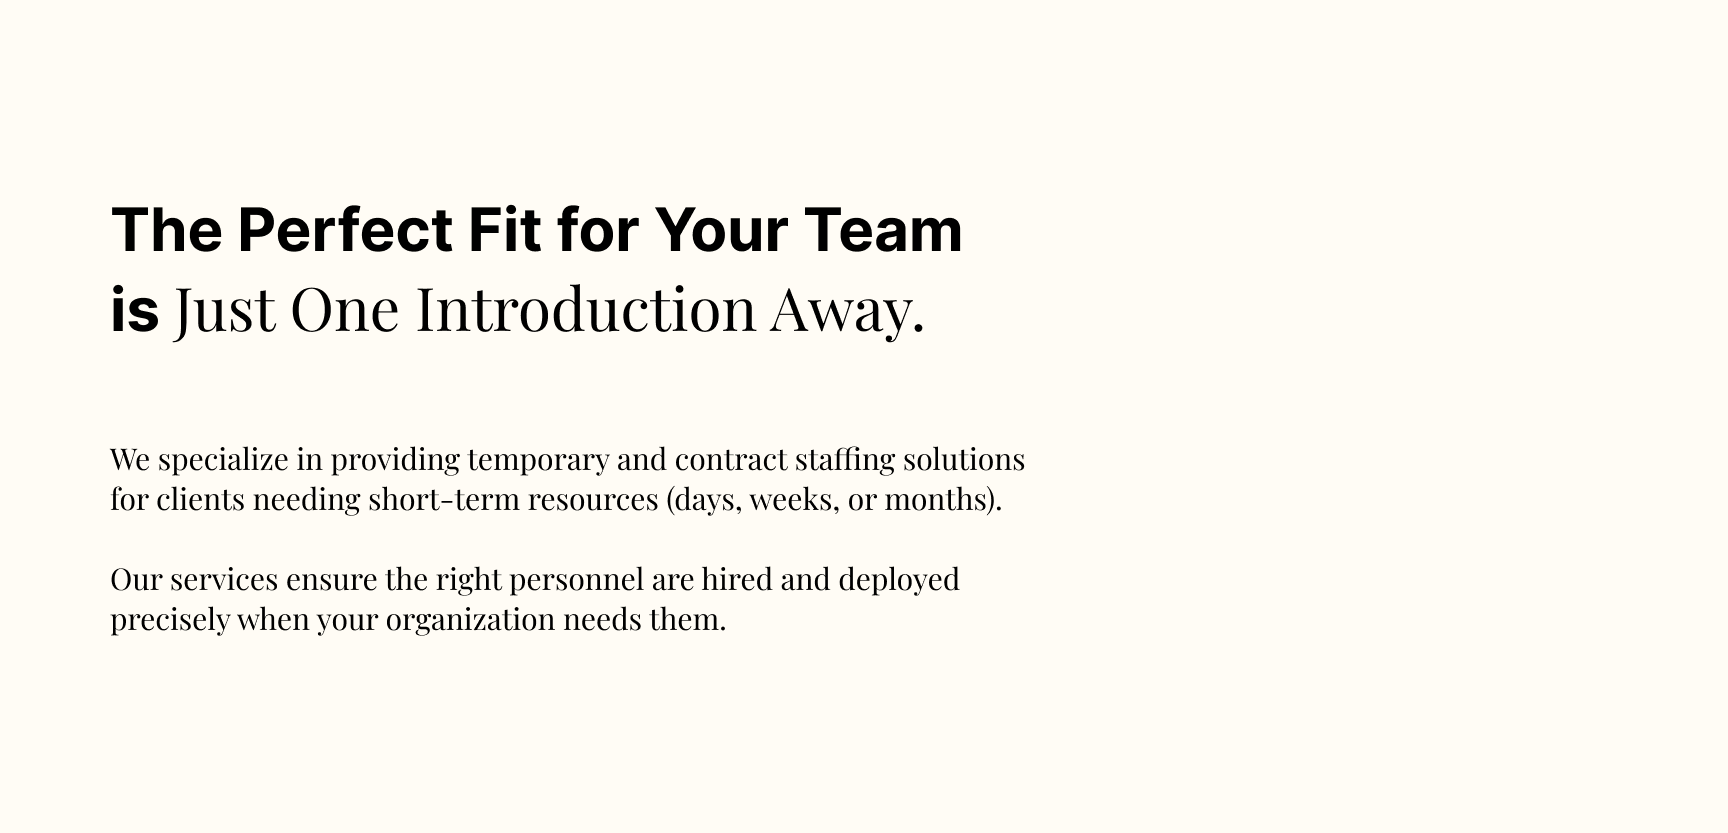 The Perfect Fit for Your Team
is Just One Introduction Away.
We specialize in providing temporary and contract staffing solutions
for clients needing short-term resources (days, weeks, or months).
Our services ensure the right personnel are hired and deployed
precisely when your organization needs them.